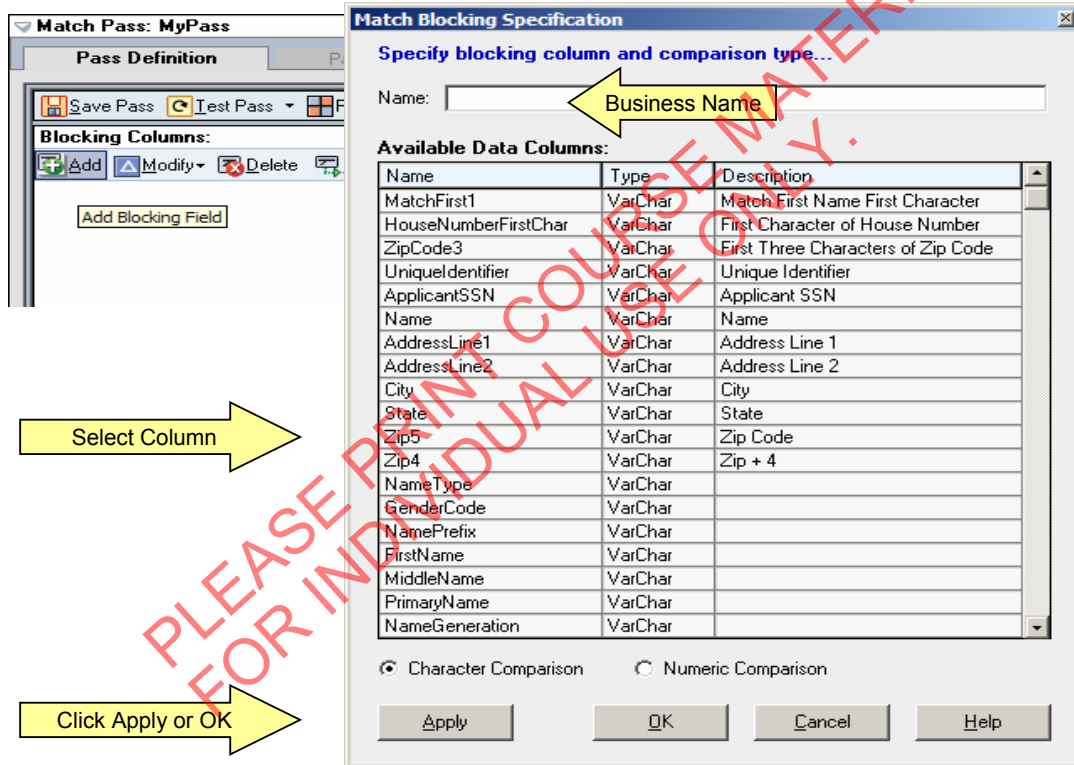 Match Pass: MyPass
Pass Definition
P
Save Pass Test Pass F
Blocking Columns:
Add Modify Delete
Add Blocking Field
Select Column
Click Apply or OK
Match Blocking Specification
Specify blocking column and comparison type...
Name:
Business Name
Available Data Columns:
Name Type Description
MatchFirst1 VarChar Match First Name First Character
HouseNumberFirstChar VarChar First Character of House Number
ZipCode3 VarChar First Three Characters of Zip Code
UniqueIdentifier VarChar Unique Identifier
ApplicantSSN VarChar Applicant SSN
Name VarChar Name
AddressLine1 VarChar Address Line 1
AddressLine2 VarChar Address Line 2
City VarChar City
State VarChar State
Zip5 VarChar Zip Code
Zip4 VarChar Zip + 4
NameType VarChar
GenderCode VarChar
NamePrefix VarChar
FirstName VarChar
MiddleName VarChar
PrimaryName VarChar
NameGeneration VarChar
Character Comparison Numeric Comparison
Apply OK Cancel Help
PLEASE PRINT COURSE MATER
FOR INDIVIDUAL USE ONLY.